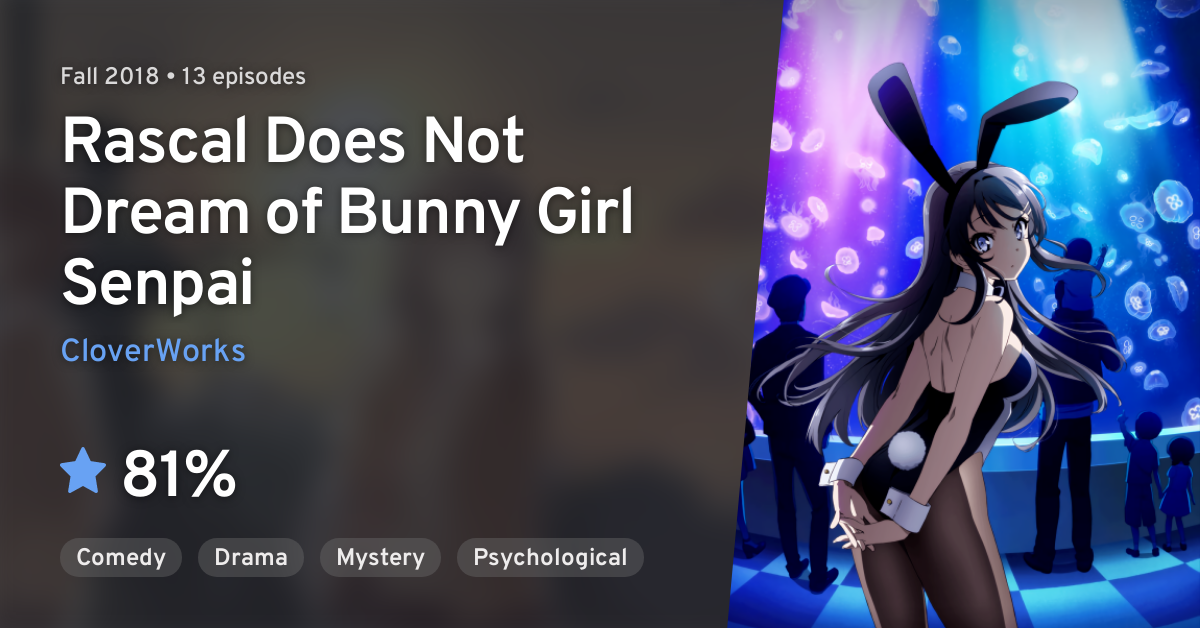 Fall 2018 • 13 episodes
Rascal Does Not
Dream of Bunny Girl
Senpai
CloverWorks
81%
Comedy Drama Mystery Psychological